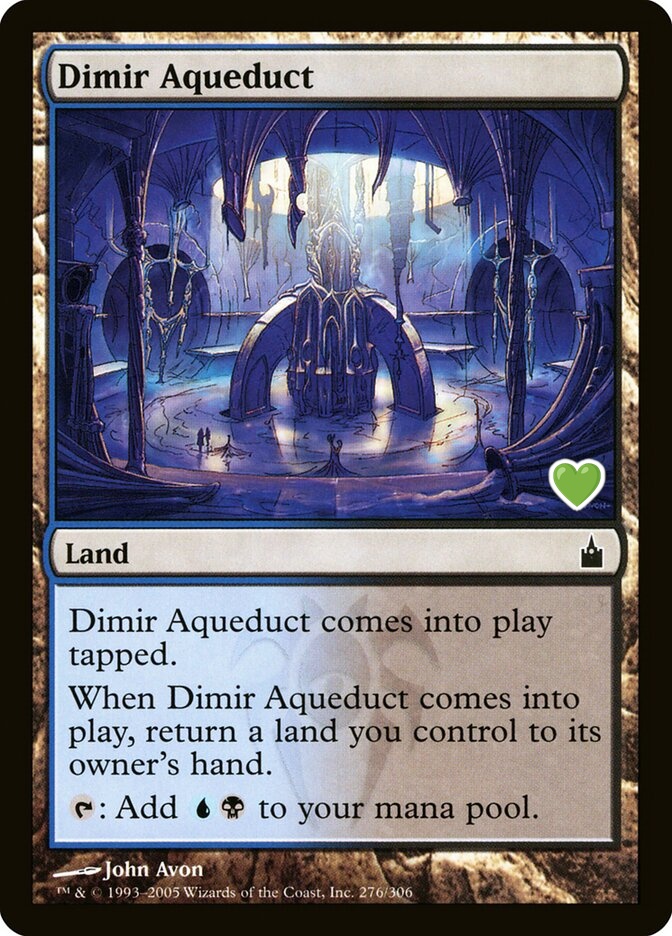 Dimir Aqueduct
Land
Dimir Aqueduct comes into play
tapped.
When Dimir Aqueduct comes into
play, return a land you control to its
owner's hand.
: Add to your mana pool.
John Avon
™ & © 1993–2005 Wizards of the Coast, Inc. 276/306